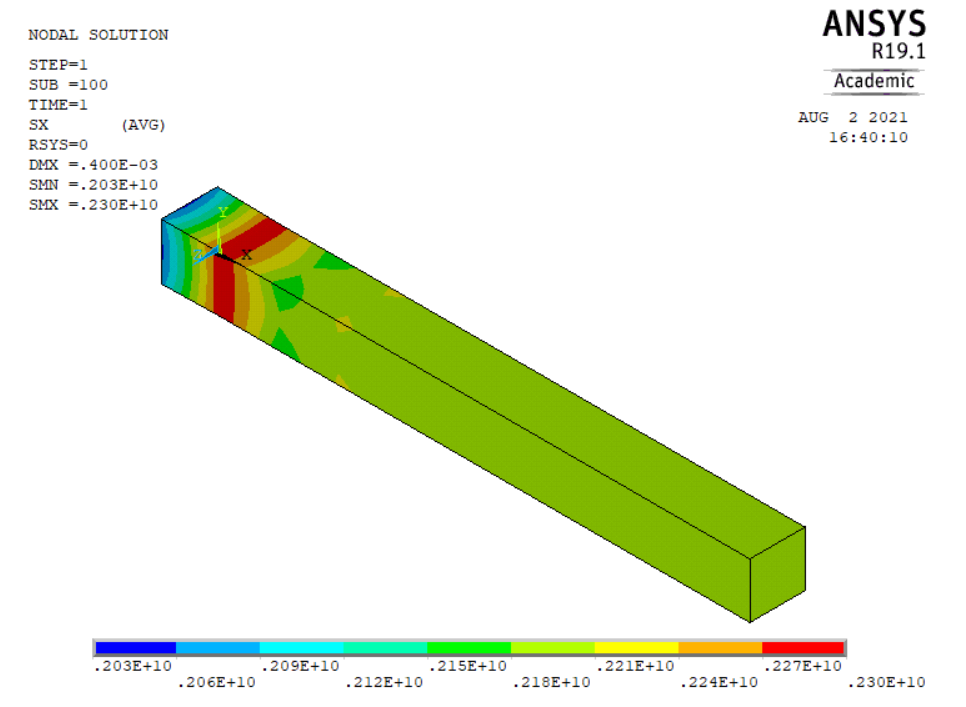 NODAL SOLUTION
STEP=1
SUB =100
TIME=1
SX (AVG)
RSYS=0
DMX =.400E-03
SMN =.203E+10
SMX =.230E+10
ANSYS
R19.1
Academic
AUG 2 2021
16:40:10
Y
X
.203E+10 .209E+10 .215E+10 .221E+10 .227E+10
.206E+10 .212E+10 .218E+10 .224E+10 .230E+10